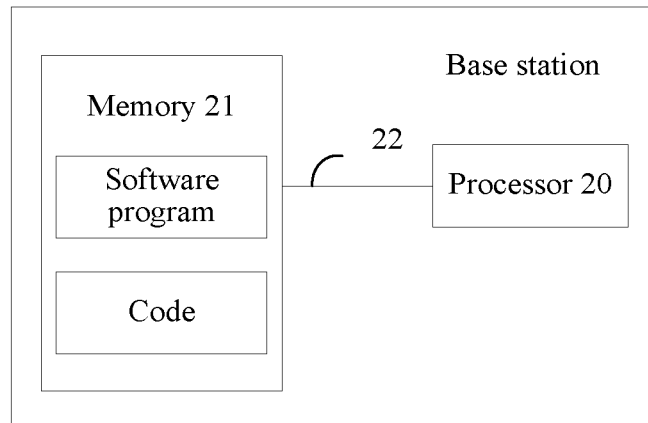 Base station
Memory 21
22
Software
program
Processor 20
Code